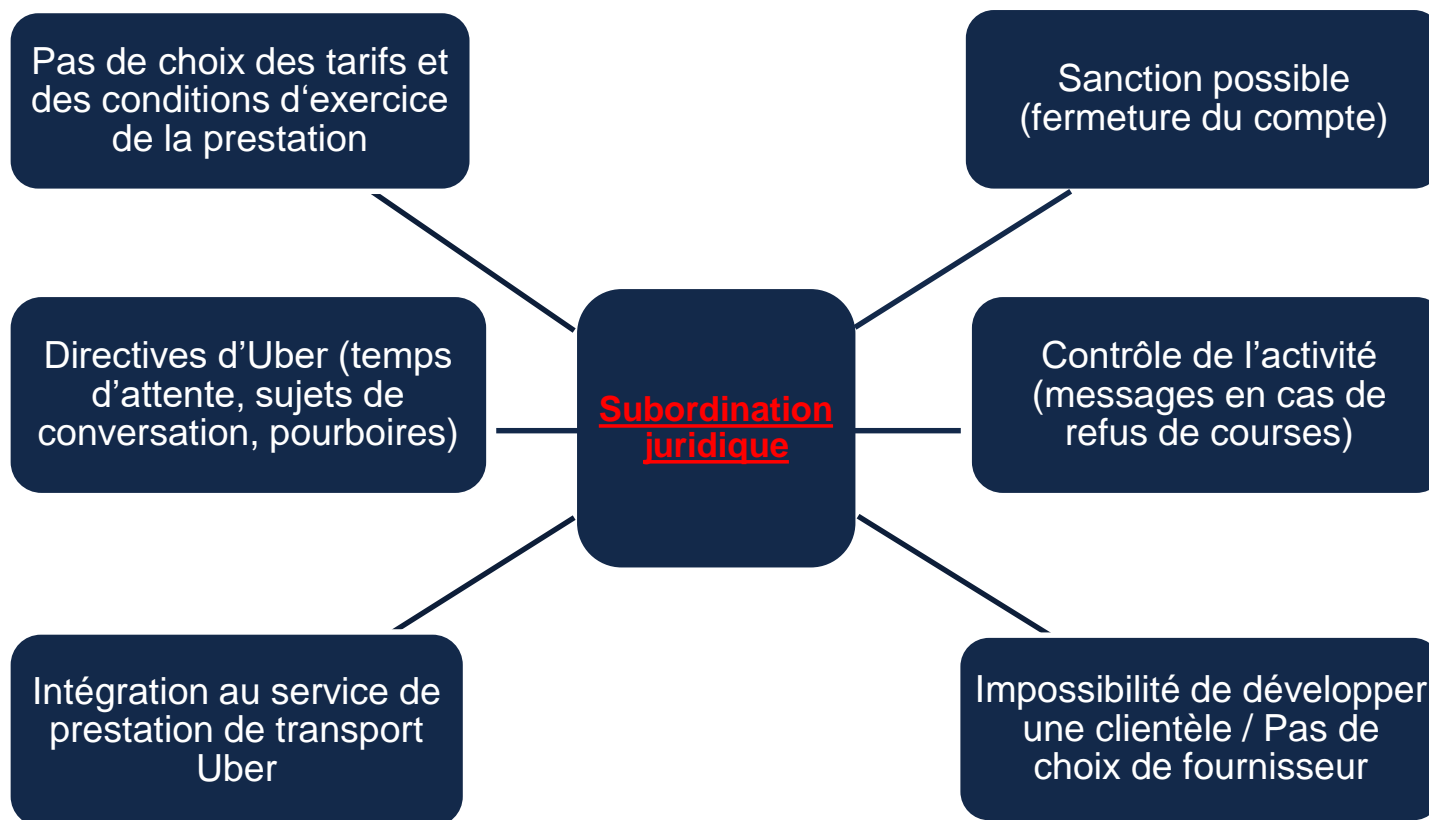 Pas de choix des tarifs et
des conditions d‘exercice
de la prestation
Sanction possible
(fermeture du compte)
Directives d’Uber (temps
d’attente, sujets de
conversation, pourboires)
Subordination
juridique
Contrôle de l’activité
(messages en cas de
refus de courses)
Intégration au service de
prestation de transport
Uber
Impossibilité de développer
une clientèle / Pas de
choix de fournisseur